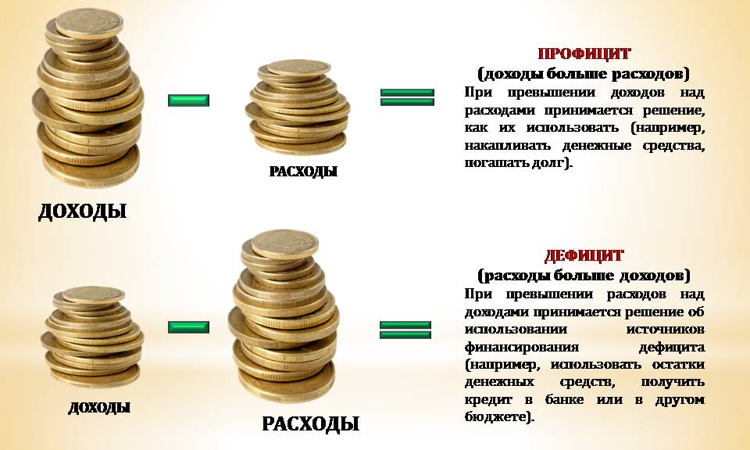 ПРОФИЦИТ
(доходы больше расходов)
При превышении доходов над
расходами принимается решение,
как их использовать (например,
накапливать денежные средства,
погашать долг).
РАСХОДЫ
ДОХОДЫ
ДЕФИЦИТ
(расходы больше доходов)
При превышении расходов над
доходами принимается решение об
использовании источников
финансирования дефицита
(например, использовать остатки
денежных средств, получить
кредит в банке или в другом
бюджете).
ДОХОДЫ
РАСХОДЫ